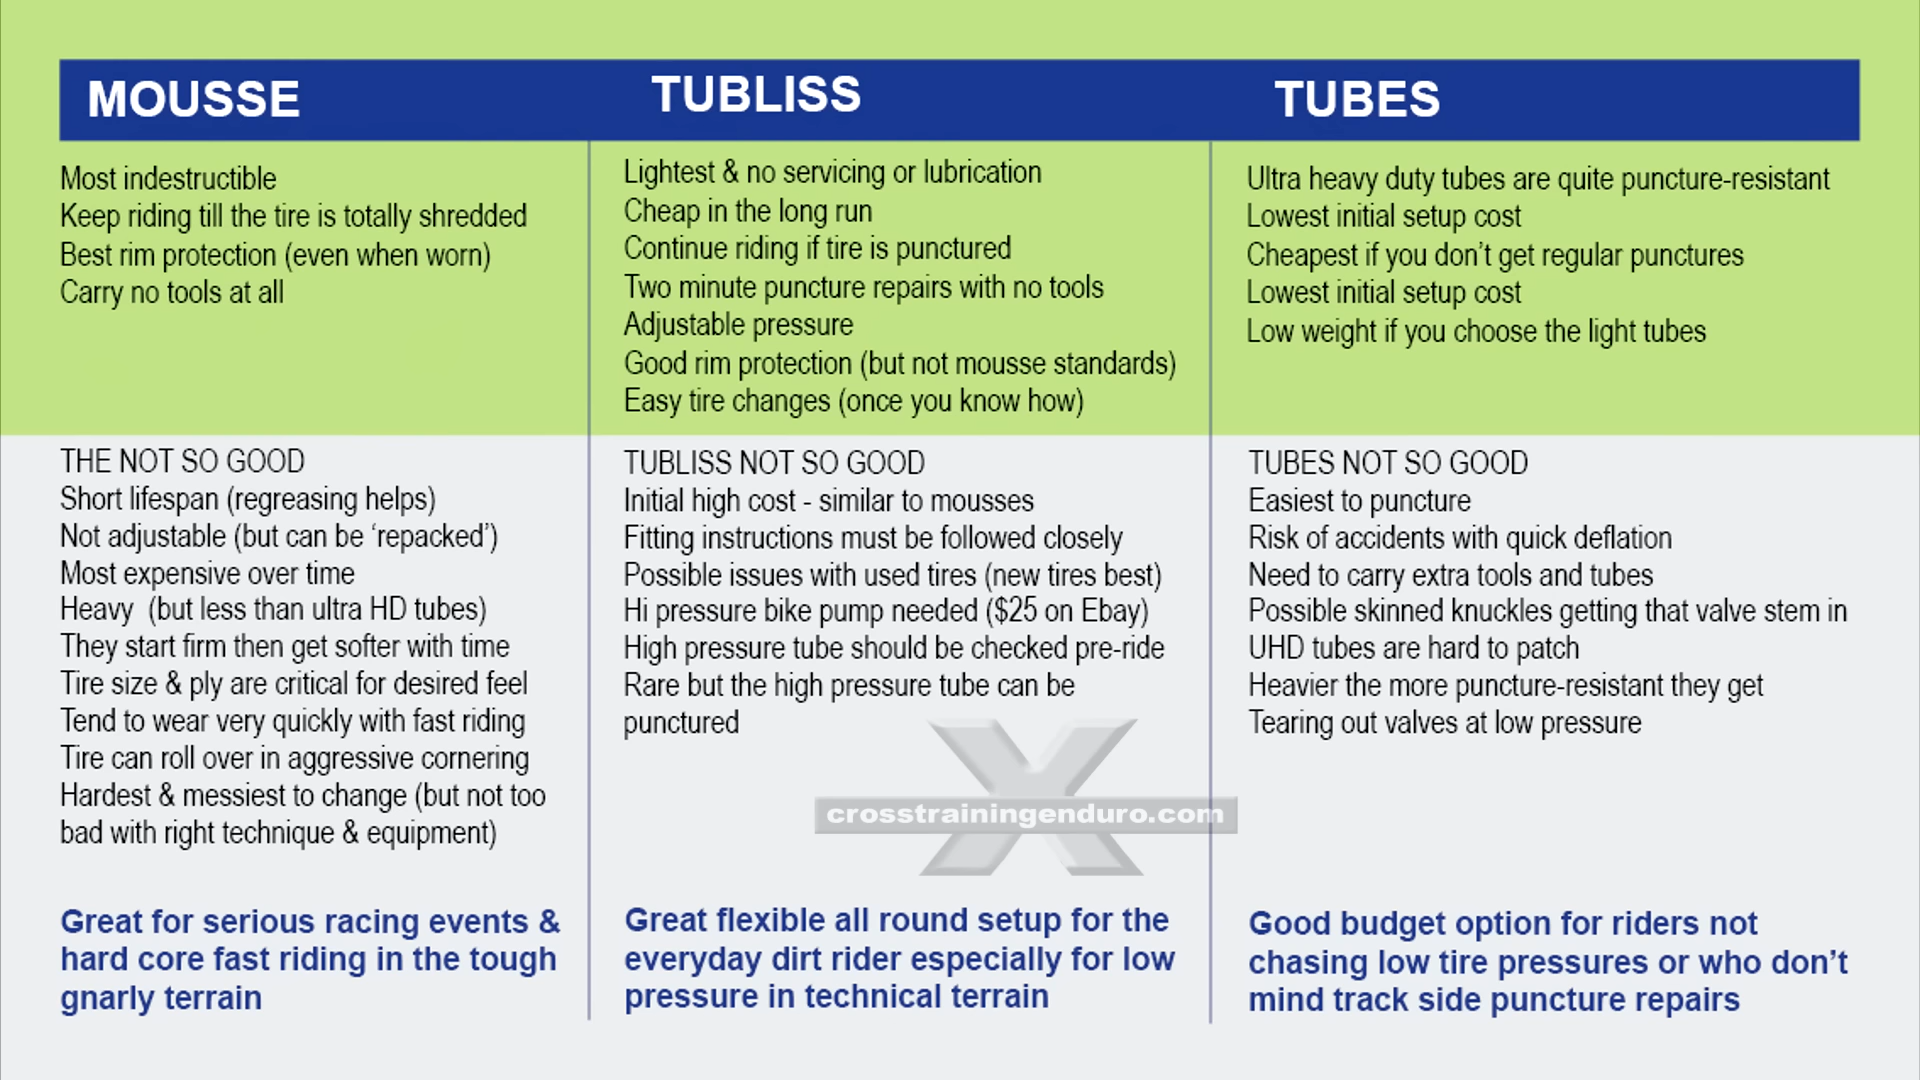 MOUSSE
Most indestructible
Keep riding till the tire is totally shredded
Best rim protection (even when worn)
Carry no tools at all
THE NOT SO GOOD
Short lifespan (regreasing helps)
Not adjustable (but can be ‘repacked’)
Most expensive over time
Heavy  (but less than ultra HD tubes)
They start firm then get softer with time
Tire size & ply are critical for desired feel
Tend to wear very quickly with fast riding
Tire can roll over in aggressive cornering
Hardest & messiest to change (but not too
bad with right technique & equipment)
Great for serious racing events &
hard core fast riding in the tough
gnarly terrain
TUBLISS
Lightest & no servicing or lubrication
Cheap in the long run
Continue riding if tire is punctured
Two minute puncture repairs with no tools
Adjustable pressure
Good rim protection (but not mousse standards)
Easy tire changes (once you know how)
TUBLISS NOT SO GOOD
Initial high cost - similar to mousses
Fitting instructions must be followed closely
Possible issues with used tires (new tires best)
Hi pressure bike pump needed ($25 on Ebay)
High pressure tube should be checked pre-ride
Rare but the high pressure tube can be
punctured
X
crosstrainingenduro.com
Great flexible all round setup for the
everyday dirt rider especially for low
pressure in technical terrain
TUBES
Ultra heavy duty tubes are quite puncture-resistant
Lowest initial setup cost
Cheapest if you don’t get regular punctures
Lowest initial setup cost
Low weight if you choose the light tubes
TUBES NOT SO GOOD
Easiest to puncture
Risk of accidents with quick deflation
Need to carry extra tools and tubes
Possible skinned knuckles getting that valve stem in
UHD tubes are hard to patch
Heavier the more puncture-resistant they get
Tearing out valves at low pressure
Good budget option for riders not
chasing low tire pressures or who don’t
mind track side puncture repairs